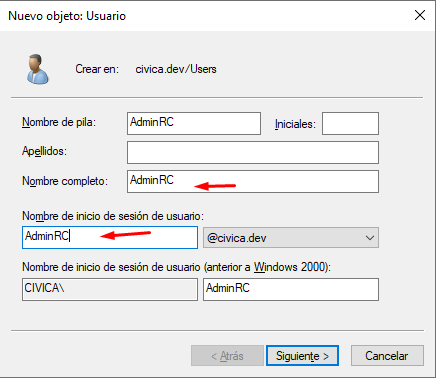 Nuevo objeto: Usuario
Crear en: civica.dev/Users
Nombre de pila: AdminRC Iniciales:
Apellidos:
Nombre completo: AdminRC
Nombre de inicio de sesión de usuario:
AdminRC @civica.dev
Nombre de inicio de sesión de usuario (anterior a Windows 2000):
CIVICA\ AdminRC
< Atrás Siguiente > Cancelar